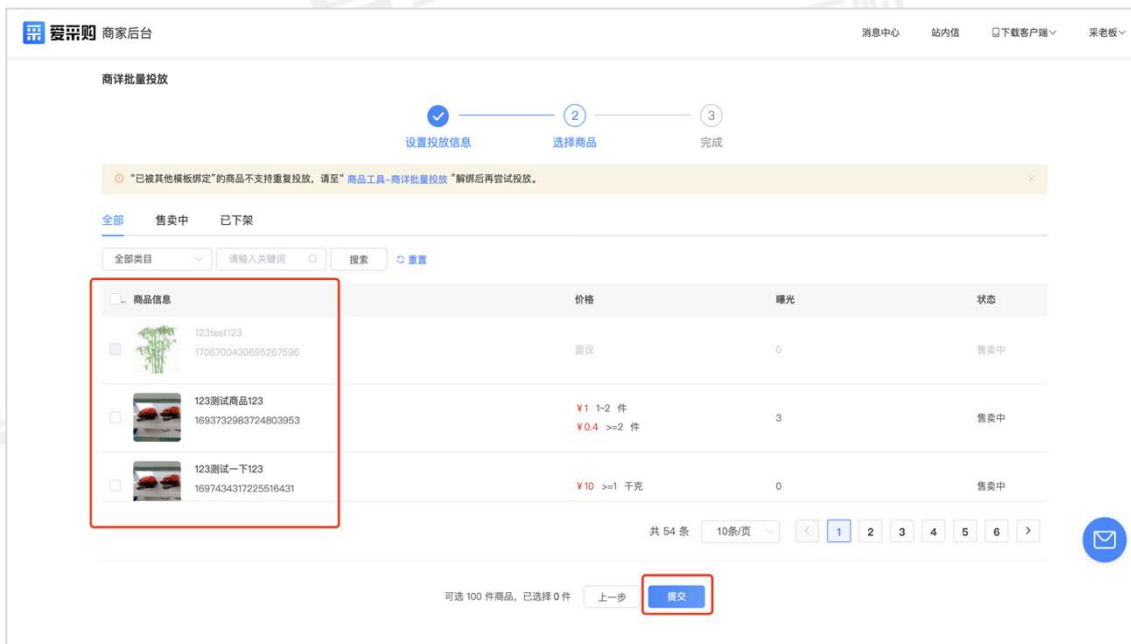 采 爱采购 商家后台 消息中心 站内信 下载客户端 采老板
商详批量投放
2 3
设置投放信息 选择商品 完成
“已被其他模板绑定”的商品不支持重复投放，请至“ 商品工具-商详批量投放 ”解绑后再尝试投放。
全部 售卖中 已下架
全部类目 请输入关键词 搜索 重置
.. 商品信息 价格 曝光 状态
123test123
1706700430695267596 面议 0 售卖中
123测试商品123 ¥1 1~2 件
1693732983724803953 ¥0.4 >=2 件 3 售卖中
123测试一下123
1697434317225516431 ¥10 >=1 千克 0 售卖中
共 54 条 10条/页 1 2 3 4 5 6
可选 100 件商品，已选择 0 件 上一步 提交